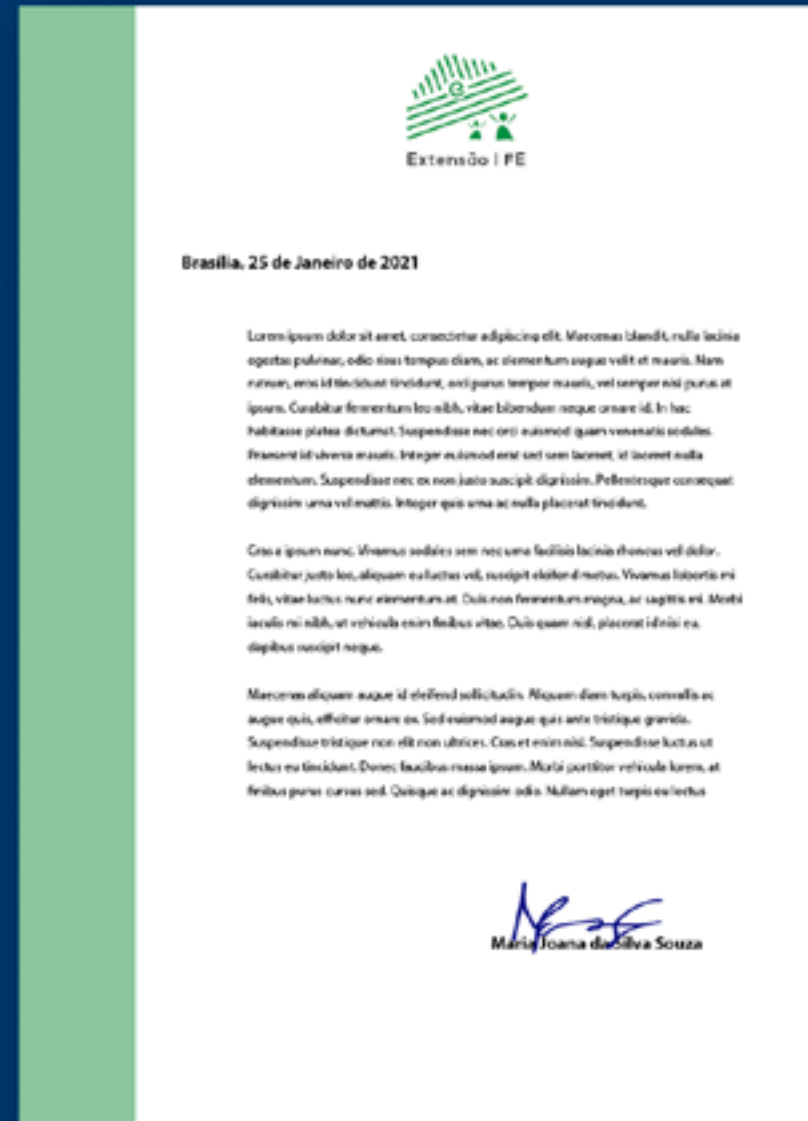 Extensão | FE
Brasília, 25 de Janeiro de 2021
Lorem ipsum dolor sit amet, consectetur adipiscing elit. Maecenas blandit, nulla lacinia
egestas pulvinar, odio risus tempus diam, ac elementum augue velit et mauris. Nam
rutrum, eros id tincidunt tincidunt, orci purus tempor mauris, vel semper nisi purus at
ipsum. Curabitur fermentum leo nibh, vitae bibendum neque ornare id. In hac
habitasse platea dictumst. Suspendisse nec orci euismod quam venenatis sodales.
Praesent id viverra mauris. Integer euismod erat sed sem laoreet, id laoreet nulla
elementum. Suspendisse nec ex non justo suscipit dignissim. Pellentesque consequat
dignissim urna vel mattis. Integer quis urna ac nulla placerat tincidunt.
Cras a ipsum nunc. Vivamus sodales sem nec urna facilisis lacinia rhoncus vel dolor.
Curabitur justo leo, aliquam eu luctus vel, suscipit eleifend metus. Vivamus lobortis mi
felis, vitae luctus nunc elementum at. Duis non fermentum magna, ac sagittis mi. Morbi
iaculis mi nibh, ut vehicula enim finibus vitae. Duis quam nisl, placerat id nisi eu,
dapibus suscipit neque.
Maecenas aliquam augue id eleifend sollicitudin. Aliquam diam turpis, convallis ac
augue quis, efficitur ornare ex. Sed euismod augue quis ante tristique gravida.
Suspendisse tristique non elit non ultrices. Cras et enim nisl. Suspendisse luctus ut
lectus eu tincidunt. Donec faucibus massa ipsum. Morbi porttitor vehicula lorem, at
finibus purus cursus sed. Quisque ac dignissim odio. Nullam eget turpis eu lectus
Maria Joana da Silva Souza